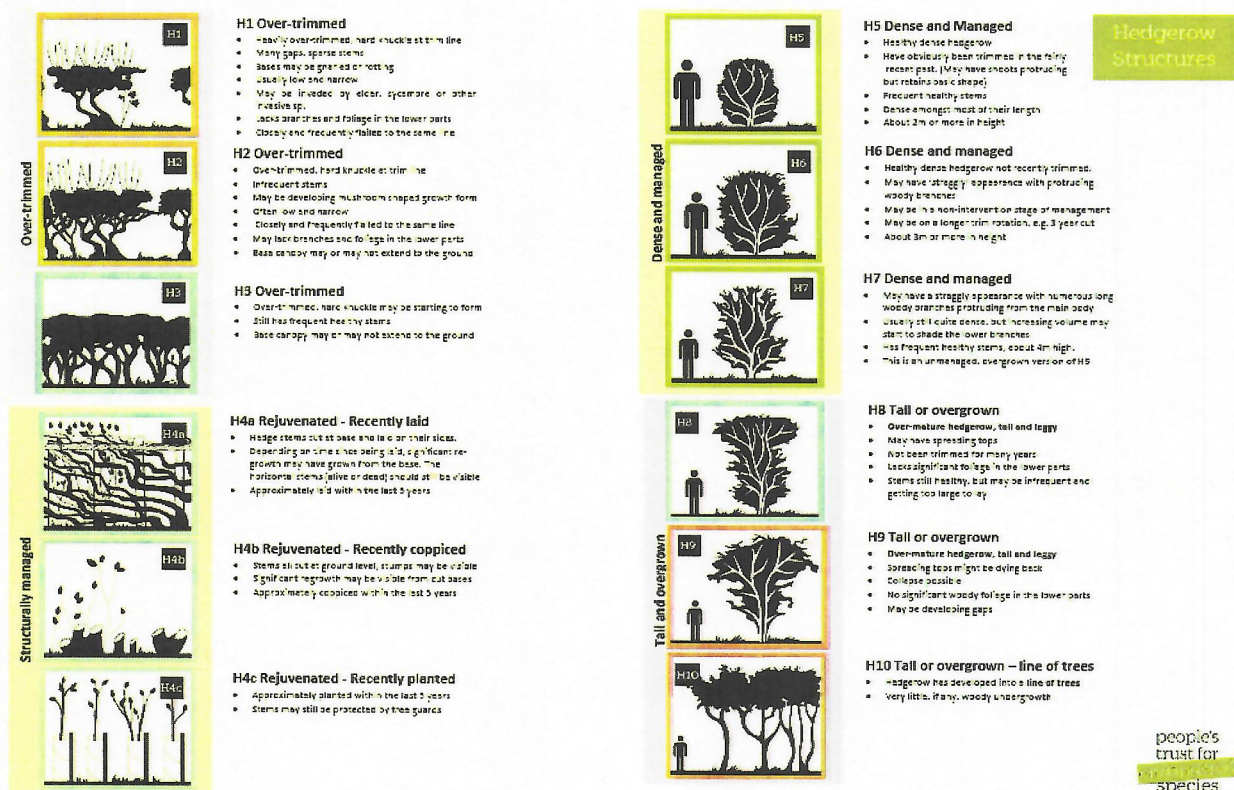 Over-trimmed
H1
H1 Over-trimmed
Heavily over-trimmed, hard knuckle at trim line
Many gaps, sparse stems
Bases may be gnarled or rotting
Usually low and narrow
May be invaded by elder, sycamore or other
invasive sp.
Lacks branches and foliage in the lower parts
Closely and frequently flailed to the same line
H2
H2 Over-trimmed
Over-trimmed, hard knuckle at trim line
Infrequent stems
May be developing mushroom shaped growth form
Often low and narrow
Closely and frequently flailed to the same line
May lack branches and foliage in the lower parts
Base canopy may or may not extend to the ground
H3
H3 Over-trimmed
Over-trimmed, hard knuckle may be starting to form
Still has frequent healthy stems
Base canopy may or may not extend to the ground
Structurally managed
H4a
H4a Rejuvenated - Recently laid
Hedge stems cut at base and laid on their sides.
Depending on time since being laid, significant re-
growth may have grown from the base. The
horizontal stems (alive or dead) should still be visible
Approximately laid within the last 5 years
H4b
H4b Rejuvenated - Recently coppiced
Stems all cut at ground level, stumps may be visible
Significant regrowth may be visible from cut bases
Approximately coppiced within the last 5 years
H4c
H4c Rejuvenated - Recently planted
Approximately planted within the last 5 years
Stems may still be protected by tree guards
Hedgerow
Structures
Dense and managed
H5
H5 Dense and Managed
Healthy dense hedgerow
Have obviously been trimmed in the fairly
recent past. (May have shoots protruding
but retains basic shape)
Frequent healthy stems
Dense amongst most of their length
About 2m or more in height
H6
H6 Dense and managed
Healthy dense hedgerow not recently trimmed.
May have 'straggly' appearance with protruding
woody branches
May be in a non-intervention stage of management
May be on a longer trim rotation, e.g. 3 year cut
About 3m or more in height
H7
H7 Dense and managed
May have a straggly appearance with numerous long
woody branches protruding from the main body
Usually still quite dense, but increasing volume may
start to shade the lower branches
Has frequent healthy stems, about 4m high.
This is an unmanaged, overgrown version of H5
Tall and overgrown
H8
H8 Tall or overgrown
Over-mature hedgerow, tall and leggy
May have spreading tops
Not been trimmed for many years
Lacks significant foliage in the lower parts
Stems still healthy, but may be infrequent and
getting too large to lay
H9
H9 Tall or overgrown
Over-mature hedgerow, tall and leggy
Spreading tops might be dying back
Collapse possible
No significant woody foliage in the lower parts
May be developing gaps
H10
H10 Tall or overgrown – line of trees
Hedgerow has developed into a line of trees
Very little, if any, woody undergrowth
people's
trust for
species